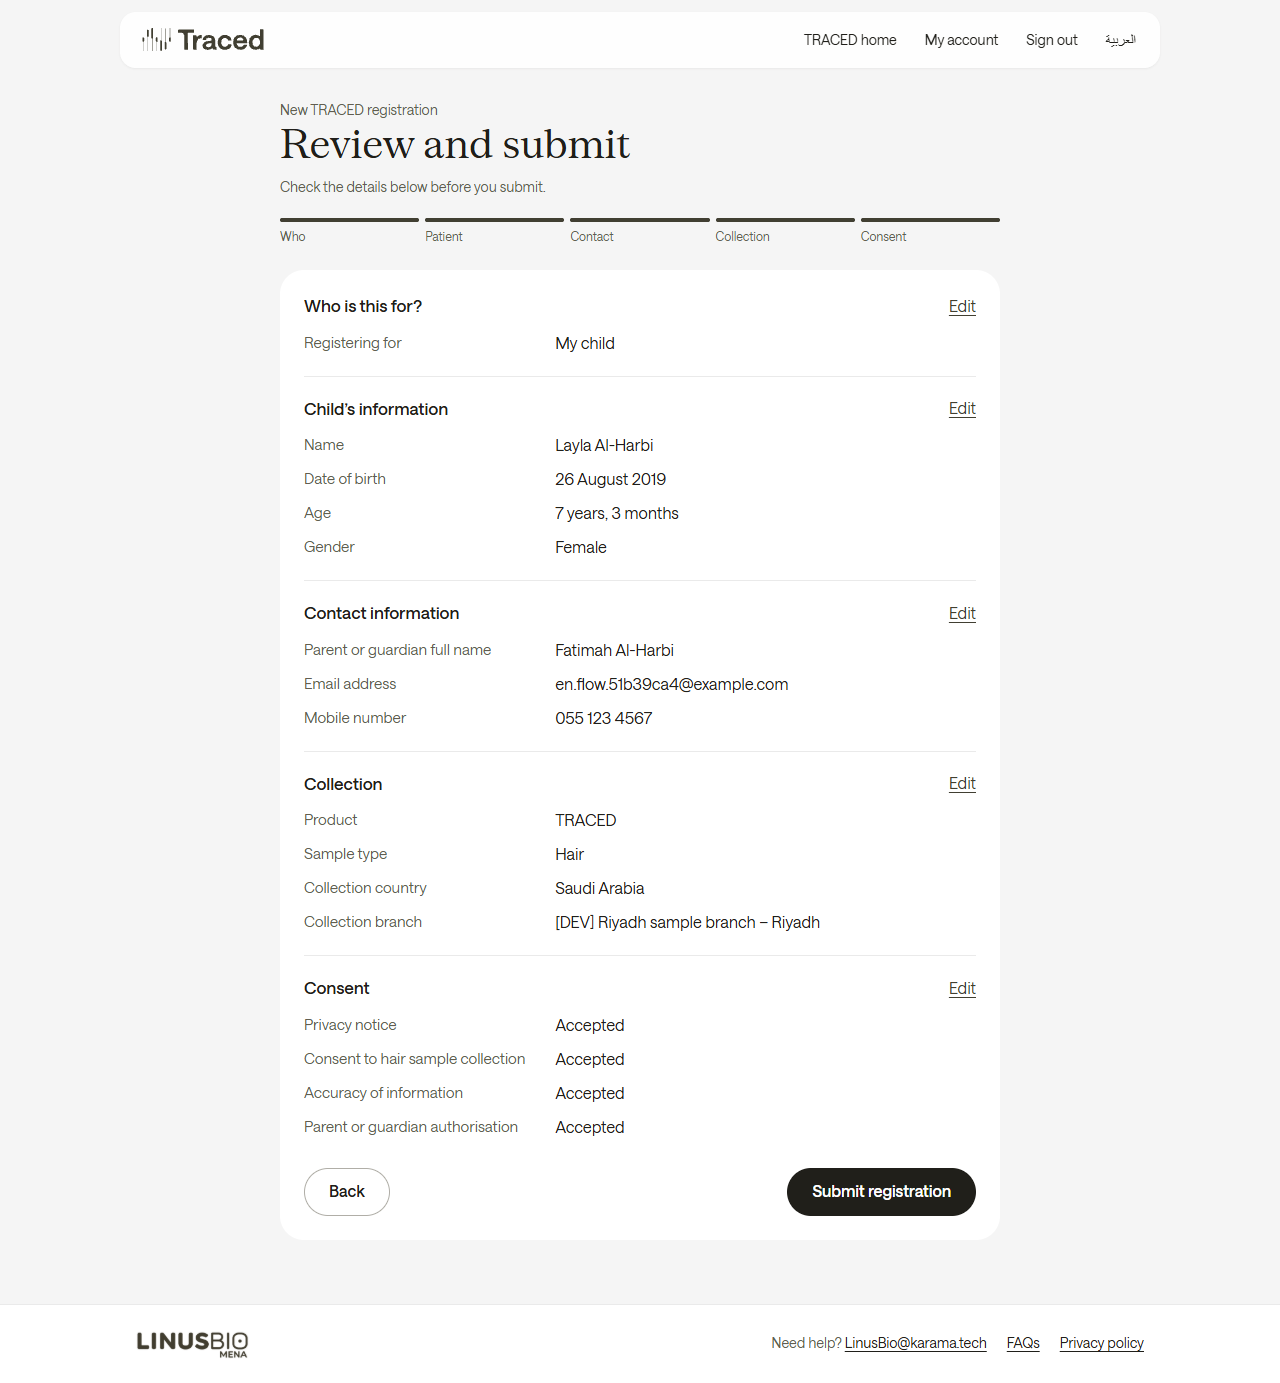 Traced
TRACED home
My account
Sign out
العربية
New TRACED registration
Review and submit
Check the details below before you submit.
Who
Patient
Contact
Collection
Consent
Who is this for?
Edit
Registering for
My child
Child’s information
Edit
Name
Layla Al-Harbi
Date of birth
26 August 2019
Age
7 years, 3 months
Gender
Female
Contact information
Edit
Parent or guardian full name
Fatimah Al-Harbi
Email address
en.flow.51b39ca4@example.com
Mobile number
055 123 4567
Collection
Edit
Product
TRACED
Sample type
Hair
Collection country
Saudi Arabia
Collection branch
[DEV] Riyadh sample branch – Riyadh
Consent
Edit
Privacy notice
Accepted
Consent to hair sample collection
Accepted
Accuracy of information
Accepted
Parent or guardian authorisation
Accepted
Back
Submit registration
LINUSBIO
MENA
Need help? LinusBio@karama.tech
FAQs
Privacy policy